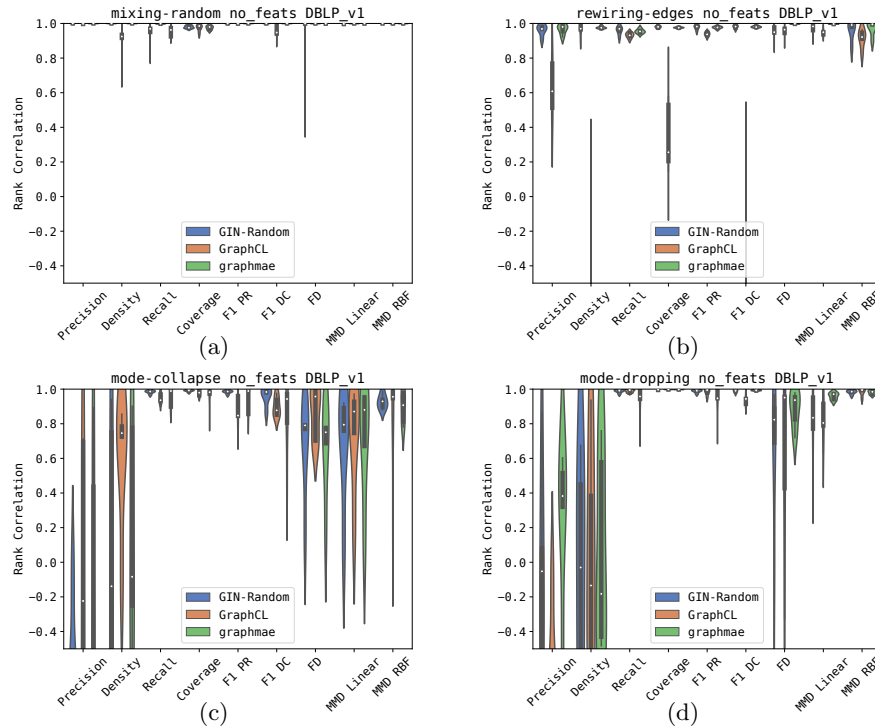 mixing-random no_feats DBLP_v1
1.0
0.8
0.6
0.4
0.2
0.0
−0.2
−0.4
Rank Correlation
GIN-Random
GraphCL
graphmae
Precision
Density
Recall
Coverage
F1 PR
F1 DC
FD
MMD Linear
MMD RBF
(a)
rewiring-edges no_feats DBLP_v1
1.0
0.8
0.6
0.4
0.2
0.0
−0.2
−0.4
Rank Correlation
GIN-Random
GraphCL
graphmae
Precision
Density
Recall
Coverage
F1 PR
F1 DC
FD
MMD Linear
MMD RBF
(b)
mode-collapse no_feats DBLP_v1
1.0
0.8
0.6
0.4
0.2
0.0
−0.2
−0.4
Rank Correlation
GIN-Random
GraphCL
graphmae
Precision
Density
Recall
Coverage
F1 PR
F1 DC
FD
MMD Linear
MMD RBF
(c)
mode-dropping no_feats DBLP_v1
1.0
0.8
0.6
0.4
0.2
0.0
−0.2
−0.4
Rank Correlation
GIN-Random
GraphCL
graphmae
Precision
Density
Recall
Coverage
F1 PR
F1 DC
FD
MMD Linear
MMD RBF
(d)